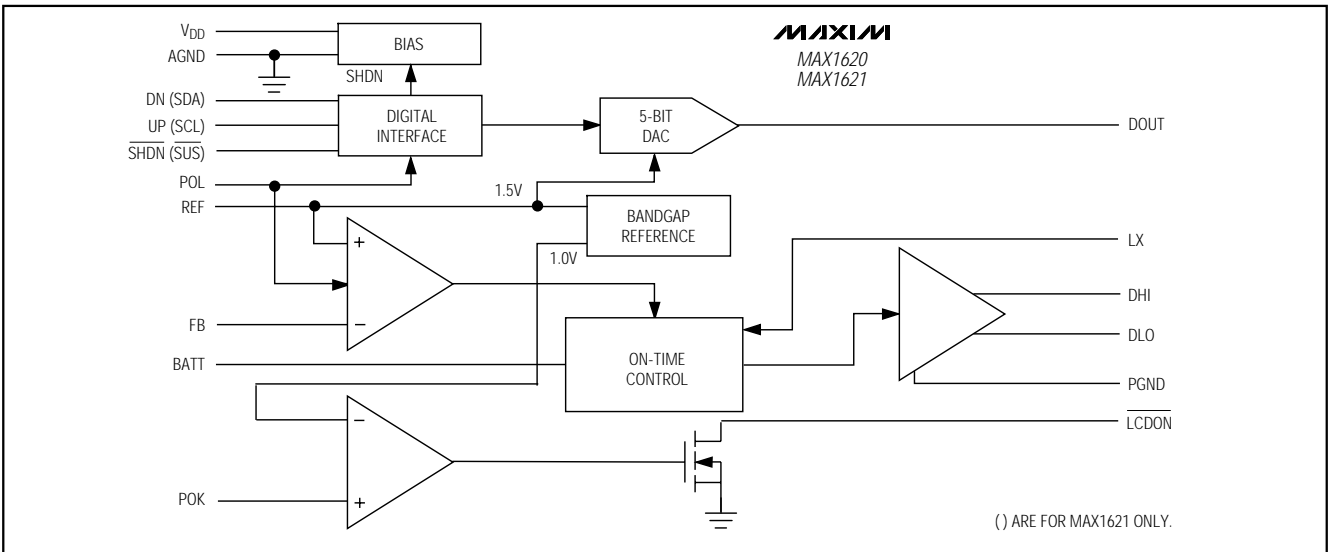 VDD
AGND
BIAS
SHDN
MAXIM
MAX1620
MAX1621
DN (SDA)
UP (SCL)
SHDN (SUS)
DIGITAL
INTERFACE
5-BIT
DAC
DOUT
POL
REF
1.5V
BANDGAP
REFERENCE
1.0V
+
−
FB
BATT
ON-TIME
CONTROL
LX
DHI
DLO
PGND
LCDON
−
+
POK
( ) ARE FOR MAX1621 ONLY.